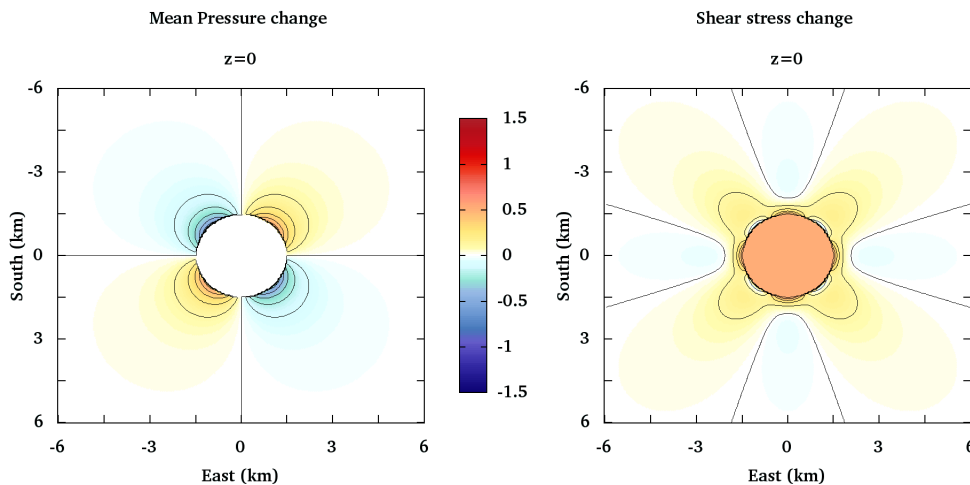 Mean Pressure change
z=0
-6
-3
0
3
6
South (km)
-6 -3 0 3 6
East (km)
1.5
1
0.5
0
-0.5
-1
-1.5
Shear stress change
z=0
-6
-3
0
3
6
South (km)
-6 -3 0 3 6
East (km)